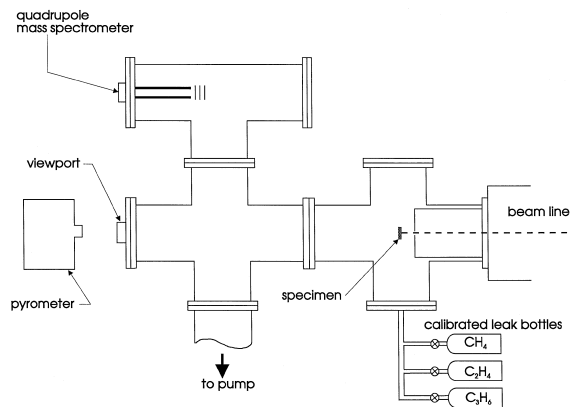 quadrupole
mass spectrometer
viewport
beam line
pyrometer
specimen
calibrated leak bottles
to pump
CH4
C2H4
C3H6